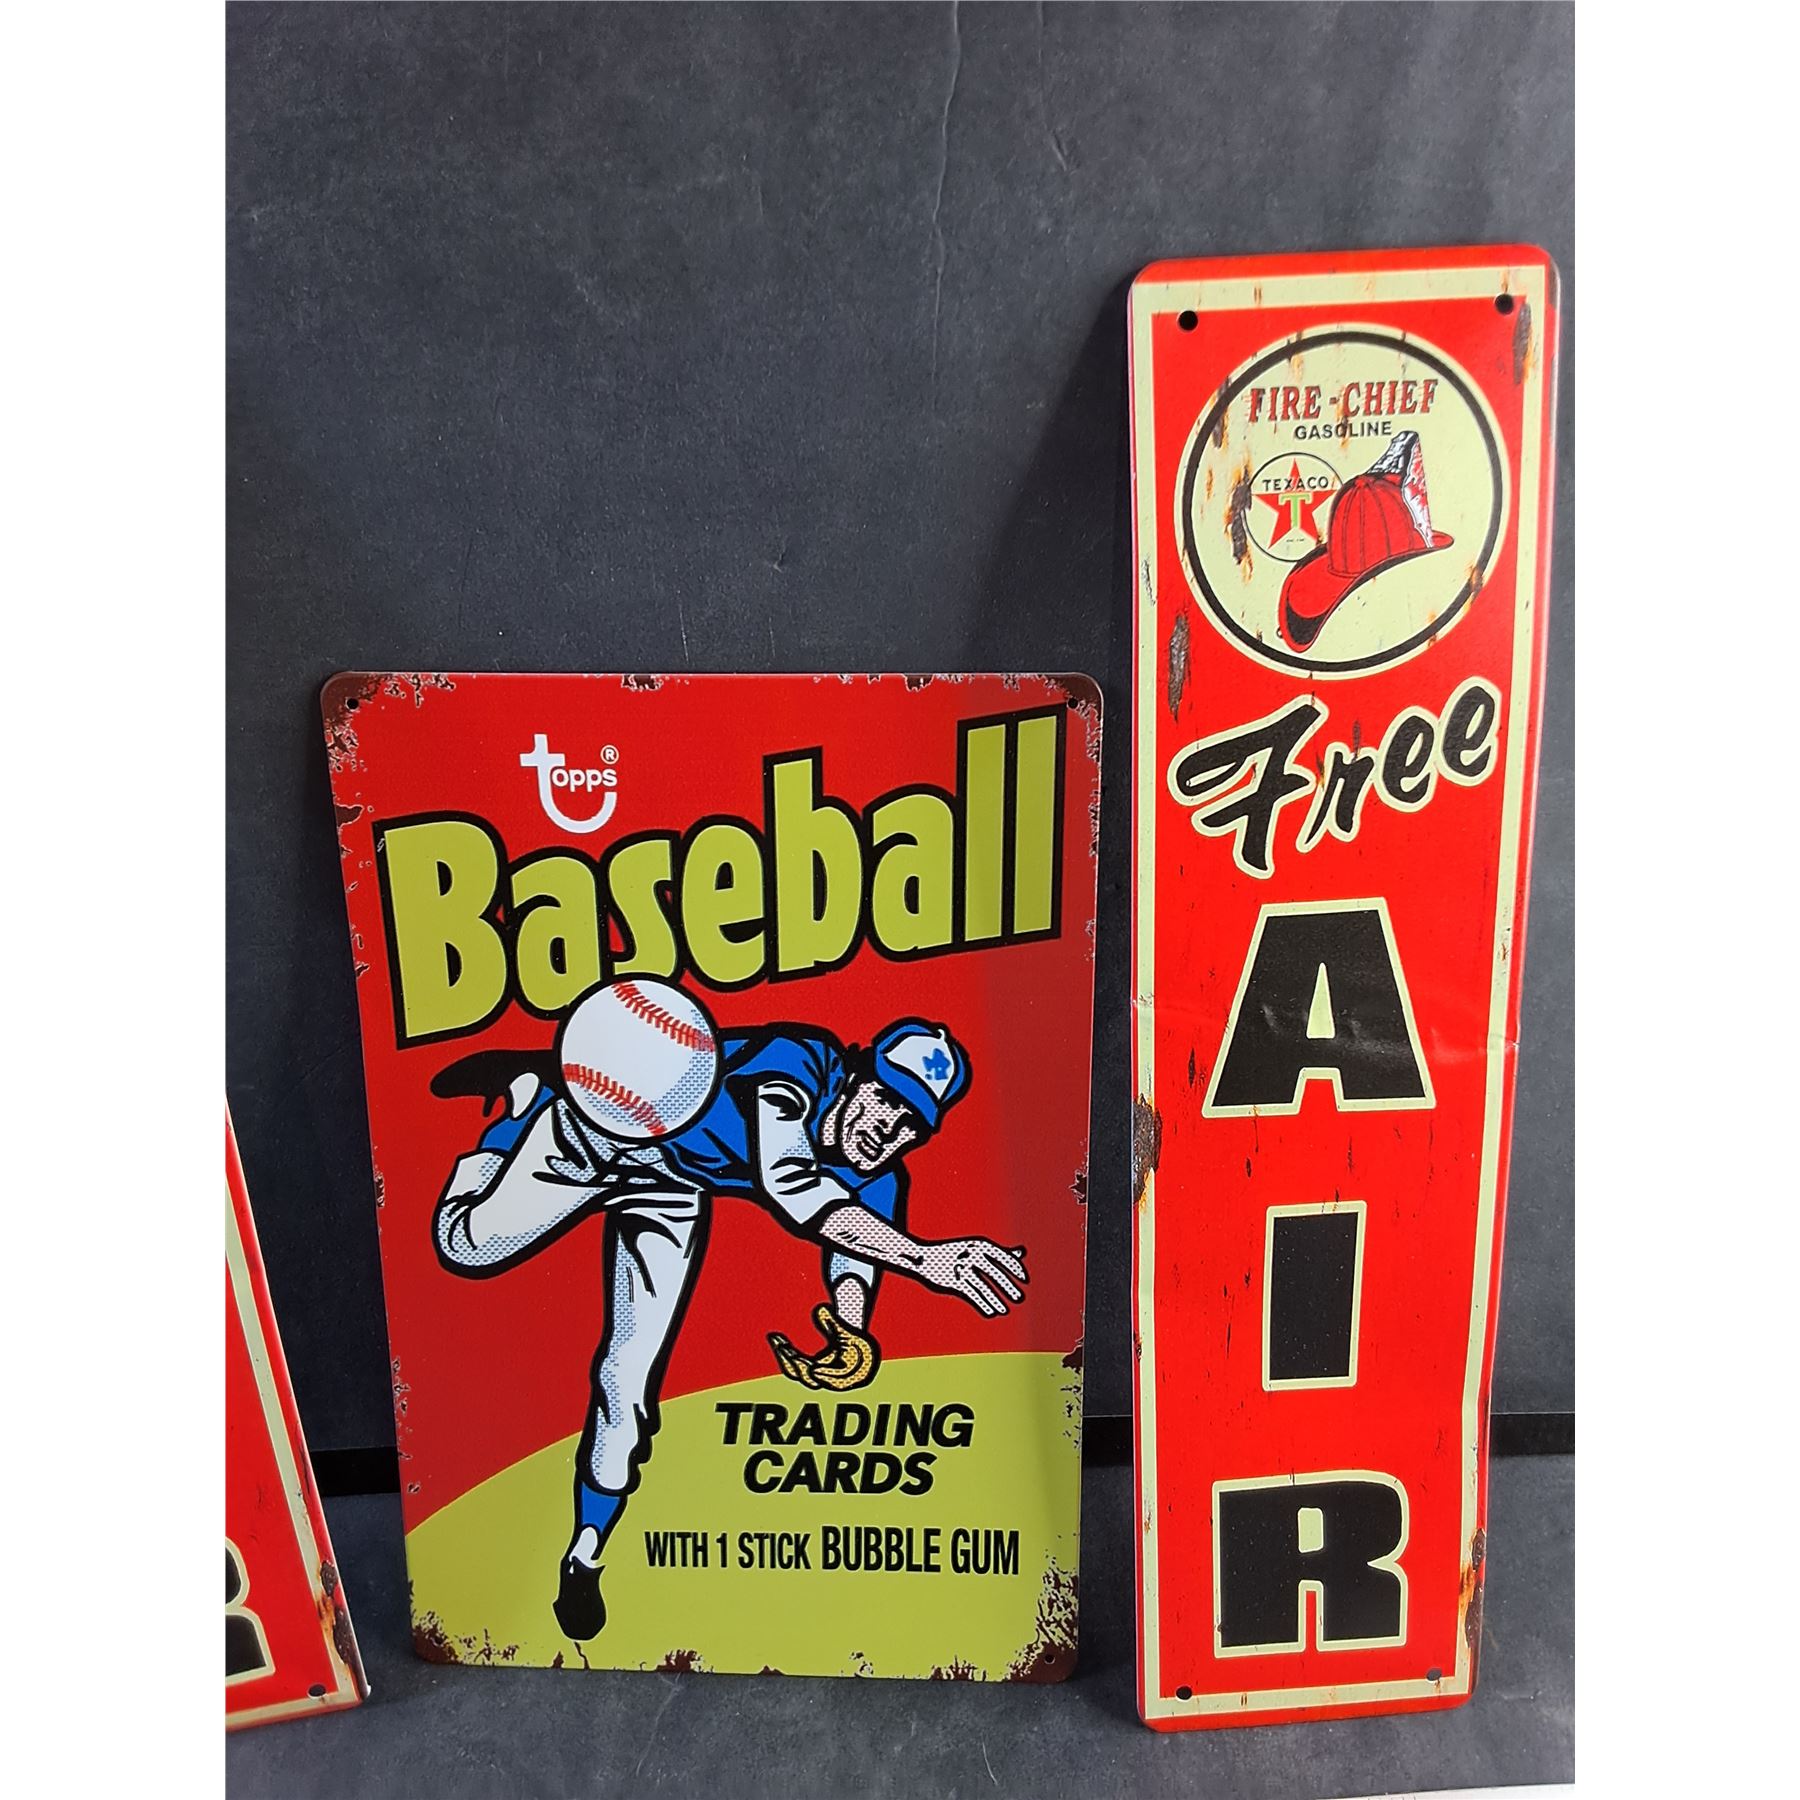 topps®
Baseball
TRADING
CARDS
WITH 1 STICK BUBBLE GUM
FIRE-CHIEF
GASOLINE
TEXACO
T
Free
A
I
R
R